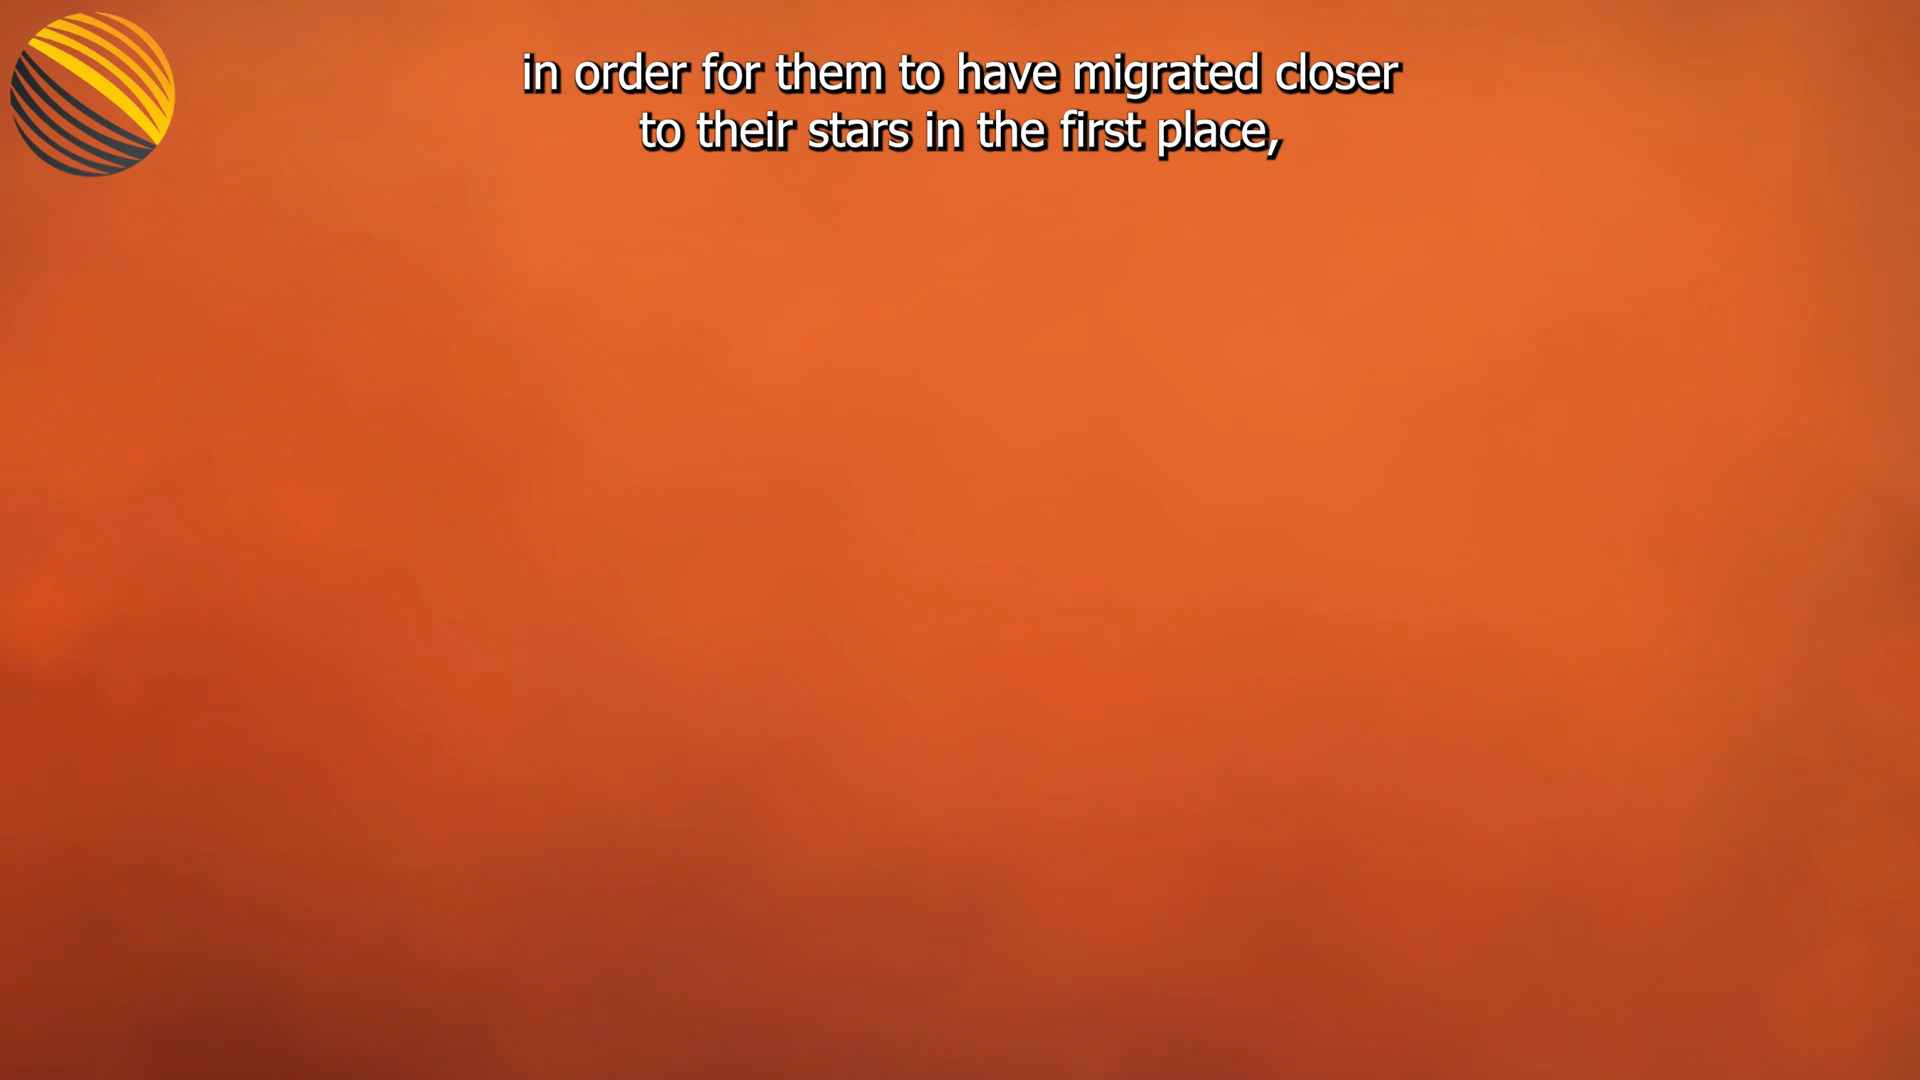 in order for them to have migrated closer
to their stars in the first place,